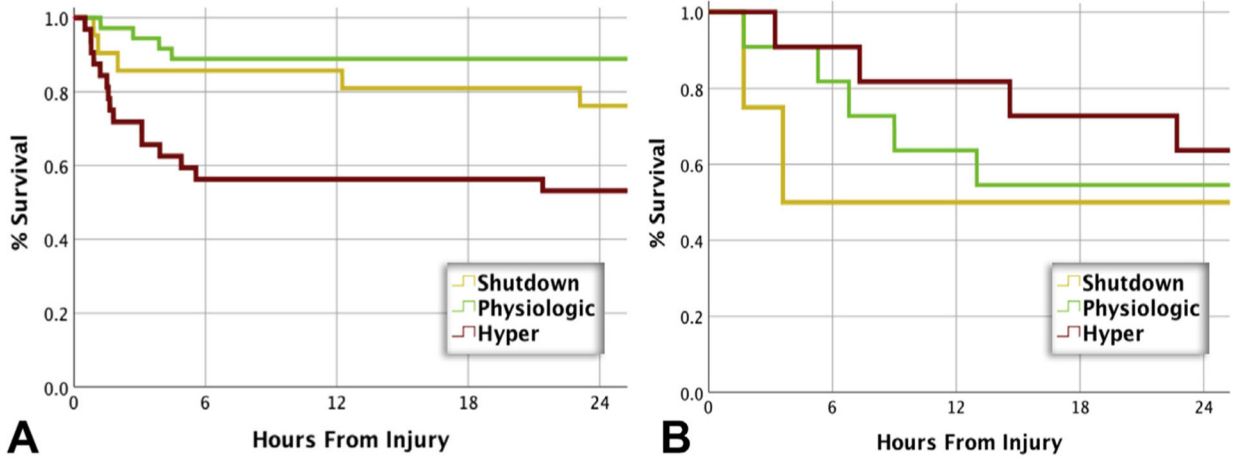 1.0
0.8
0.6
0.4
0.2
0.0
% Survival
0 6 12 18 24
Hours From Injury
Shutdown
Physiologic
Hyper
A
1.0
0.8
0.6
0.4
0.2
0.0
% Survival
0 6 12 18 24
Hours From Injury
Shutdown
Physiologic
Hyper
B